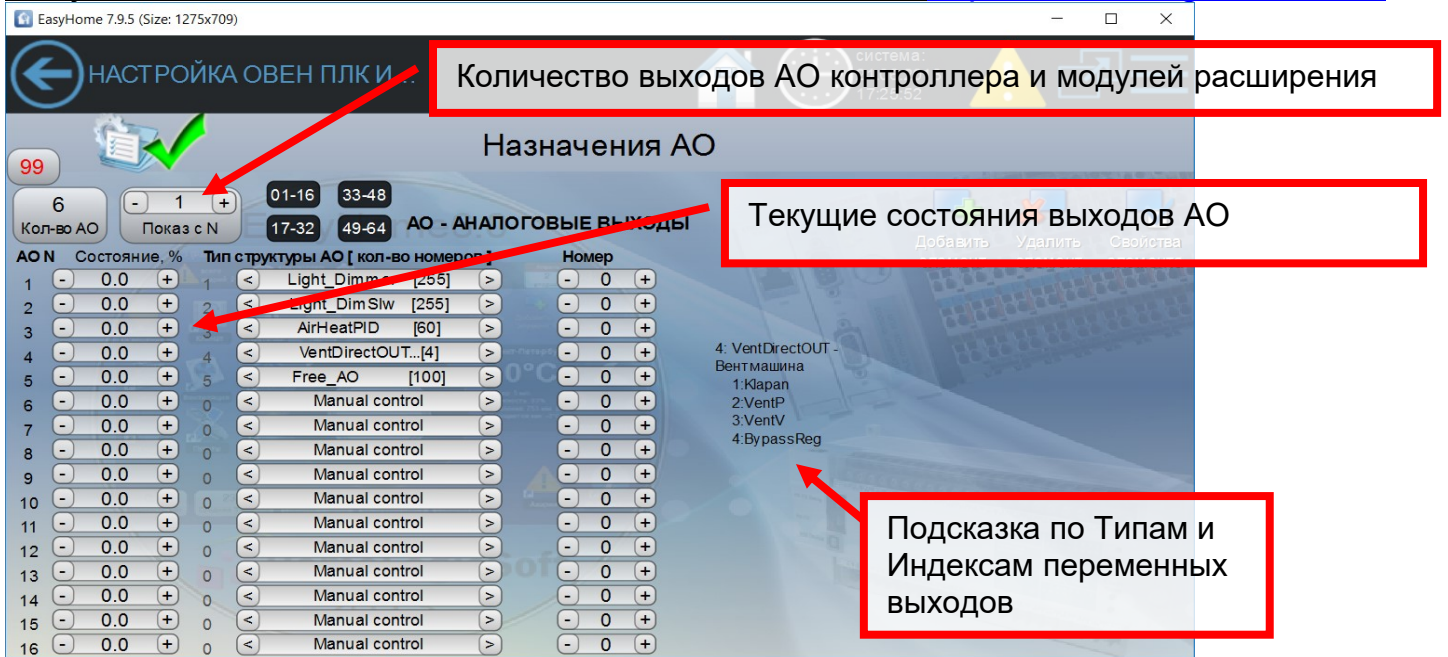 EasyHome 7.9.5 (Size: 1275x709)
НАСТРОЙКА ОВЕН ПЛК И...
система:
17:25:52
Количество выходов АО контроллера и модулей расширения
Назначения АО
99
6
Кол-во АО
- 1 +
Показ с N
01-16 33-48
17-32 49-64
АО - АНАЛОГОВЫЕ ВЫХОДЫ
Текущие состояния выходов АО
Добавить Удалить Свойства
АО N Состояние, % Тип структуры АО [ кол-во номеров ] Номер
1 - 0.0 + 1 < Light_Dimmer [255] > - 0 +
2 - 0.0 + 2 < Light_DimSlw [255] > - 0 +
3 - 0.0 + 3 < AirHeatPID [60] > - 0 +
4 - 0.0 + 4 < VentDirectOUT...[4] > - 0 +
5 - 0.0 + 5 < Free_AO [100] > - 0 +
6 - 0.0 + 0 < Manual control > - 0 +
7 - 0.0 + 0 < Manual control > - 0 +
8 - 0.0 + 0 < Manual control > - 0 +
9 - 0.0 + 0 < Manual control > - 0 +
10 - 0.0 + 0 < Manual control > - 0 +
11 - 0.0 + 0 < Manual control > - 0 +
12 - 0.0 + 0 < Manual control > - 0 +
13 - 0.0 + 0 < Manual control > - 0 +
14 - 0.0 + 0 < Manual control > - 0 +
15 - 0.0 + 0 < Manual control > - 0 +
16 - 0.0 + 0 < Manual control > - 0 +
4: VentDirectOUT -
Вентмашина
1:Klapan
2:VentP
3:VentV
4:BypassReg
Подсказка по Типам и
Индексам переменных
выходов